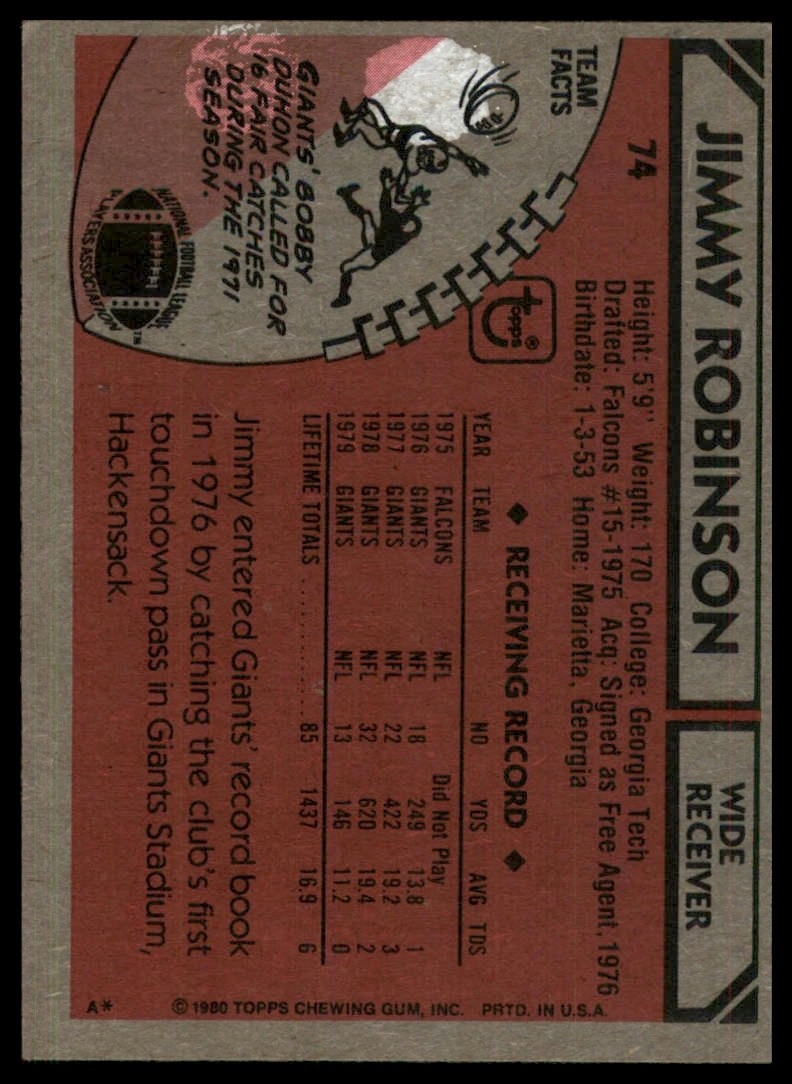 JIMMY ROBINSON
WIDE
RECEIVER
74
Height: 5'9" Weight: 170 College: Georgia Tech
Drafted: Falcons #15-1975 Acq: Signed as Free Agent, 1976
Birthdate: 1-3-53 Home: Marietta, Georgia
TEAM
FACTS
GIANTS' BOBBY
DUHON CALLED FOR
16 FAIR CATCHES
DURING THE 1971
SEASON.
topps®
NATIONAL FOOTBALL LEAGUE
PLAYERS ASSOCIATION
TM
◆ RECEIVING RECORD ◆
YEAR TEAM NO YDS AVG TDS
1975 FALCONS NFL Did Not Play
1976 GIANTS NFL 18 249 13.8 1
1977 GIANTS NFL 22 422 19.2 3
1978 GIANTS NFL 32 620 19.4 2
1979 GIANTS NFL 13 146 11.2 0
LIFETIME TOTALS .......... 85 1437 16.9 6
Jimmy entered Giants' record book
in 1976 by catching the club's first
touchdown pass in Giants Stadium,
Hackensack.
A* © 1980 TOPPS CHEWING GUM, INC. PRTD. IN U.S.A.